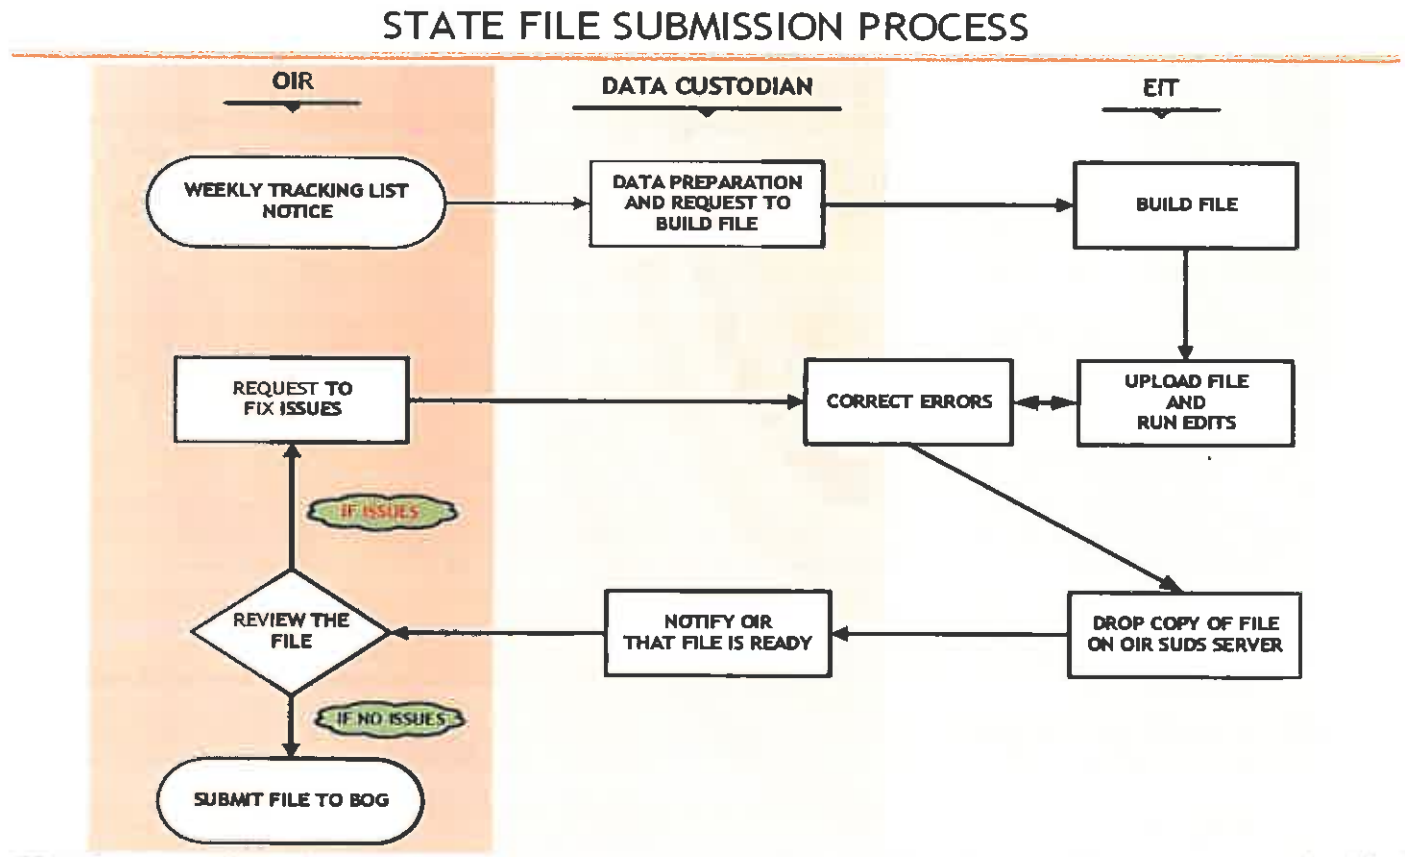 STATE FILE SUBMISSION PROCESS
OIR
DATA CUSTODIAN
EIT
WEEKLY TRACKING LIST
NOTICE
DATA PREPARATION
AND REQUEST TO
BUILD FILE
BUILD FILE
REQUEST TO
FIX ISSUES
CORRECT ERRORS
UPLOAD FILE
AND
RUN EDITS
IF ISSUES
REVIEW THE
FILE
NOTIFY OIR
THAT FILE IS READY
DROP COPY OF FILE
ON OIR SUDS SERVER
IF NO ISSUES
SUBMIT FILE TO BOG